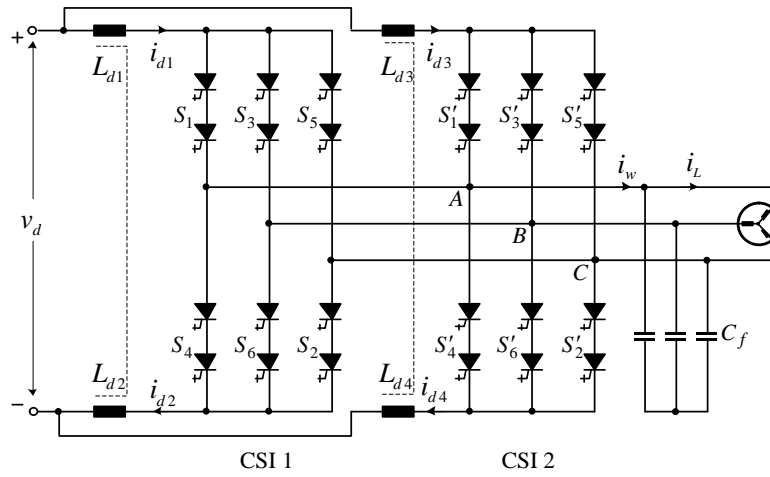 +
L_{d1}
i_{d1}
L_{d3}
i_{d3}
S_1
S_3
S_5
S'_1
S'_3
S'_5
A
i_w
i_L
v_d
B
C
S_4
S_6
S_2
S'_4
S'_6
S'_2
C_f
L_{d2}
i_{d2}
L_{d4}
i_{d4}
−
CSI 1
CSI 2